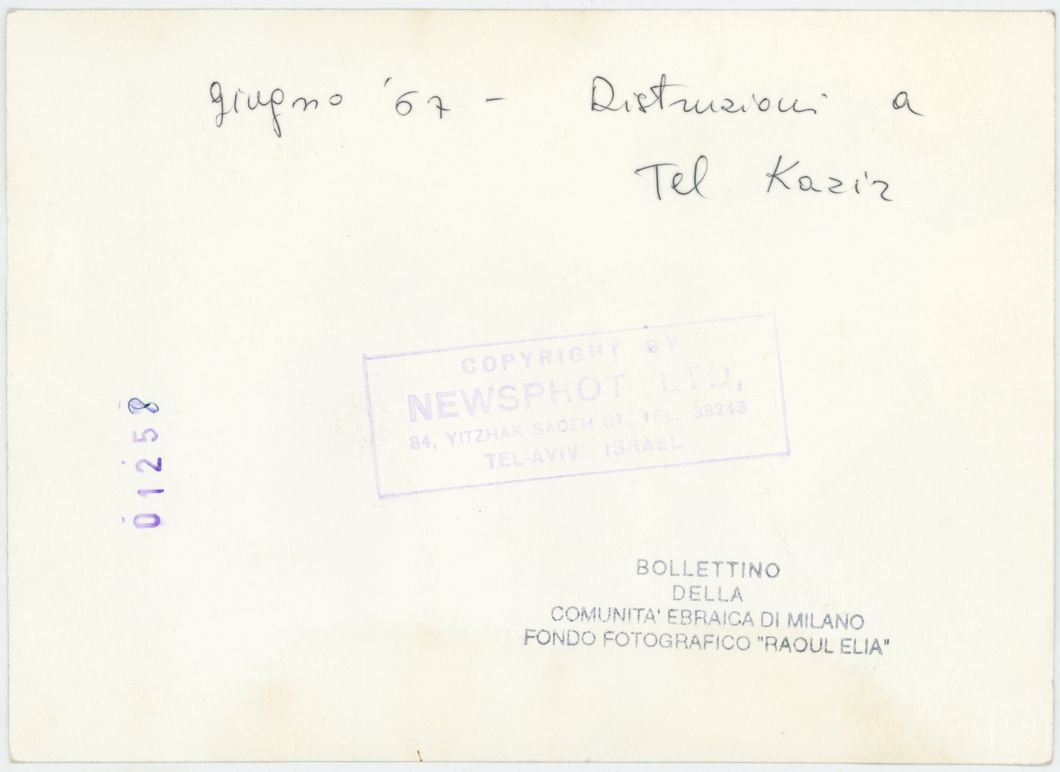 giugno '67 - Distruzioni a
Tel Kazir
COPYRIGHT BY
NEWSPHOT LTD,
84, YITZHAK SADEH ST. TEL. 38243
TEL-AVIV ISRAEL
01258
BOLLETTINO
DELLA
COMUNITA' EBRAICA DI MILANO
FONDO FOTOGRAFICO "RAOUL ELIA"